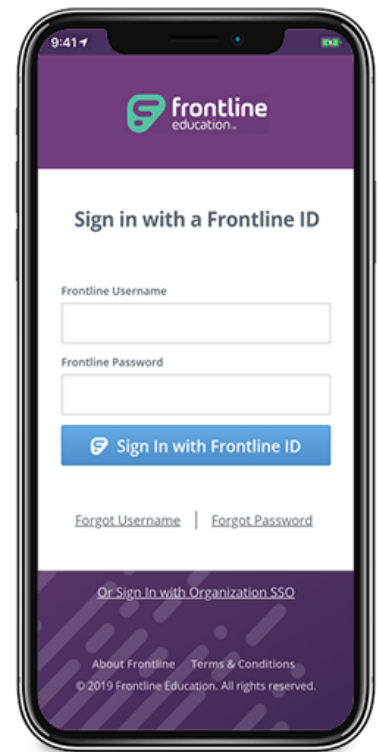 9:41
frontline
education™
Sign in with a Frontline ID
Frontline Username
Frontline Password
Sign In with Frontline ID
Forgot Username | Forgot Password
Or Sign In with Organization SSO
About Frontline Terms & Conditions
© 2019 Frontline Education. All rights reserved.